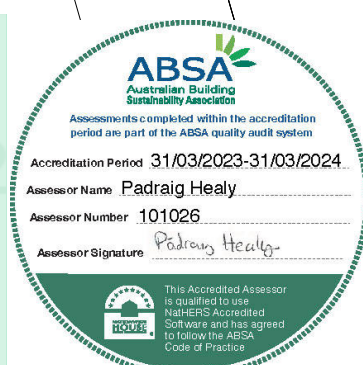 ABSA
Australian Building
Sustainability Association
Assessments completed within the accreditation
period are part of the ABSA quality audit system
Accreditation Period 31/03/2023-31/03/2024
Assessor Name Padraig Healy
Assessor Number 101026
Assessor Signature Padraig Healy
This Accredited Assessor
is qualified to use
NatHERS Accredited
Software and has agreed
to follow the ABSA
Code of Practice
NATIONWIDE
HOUSE